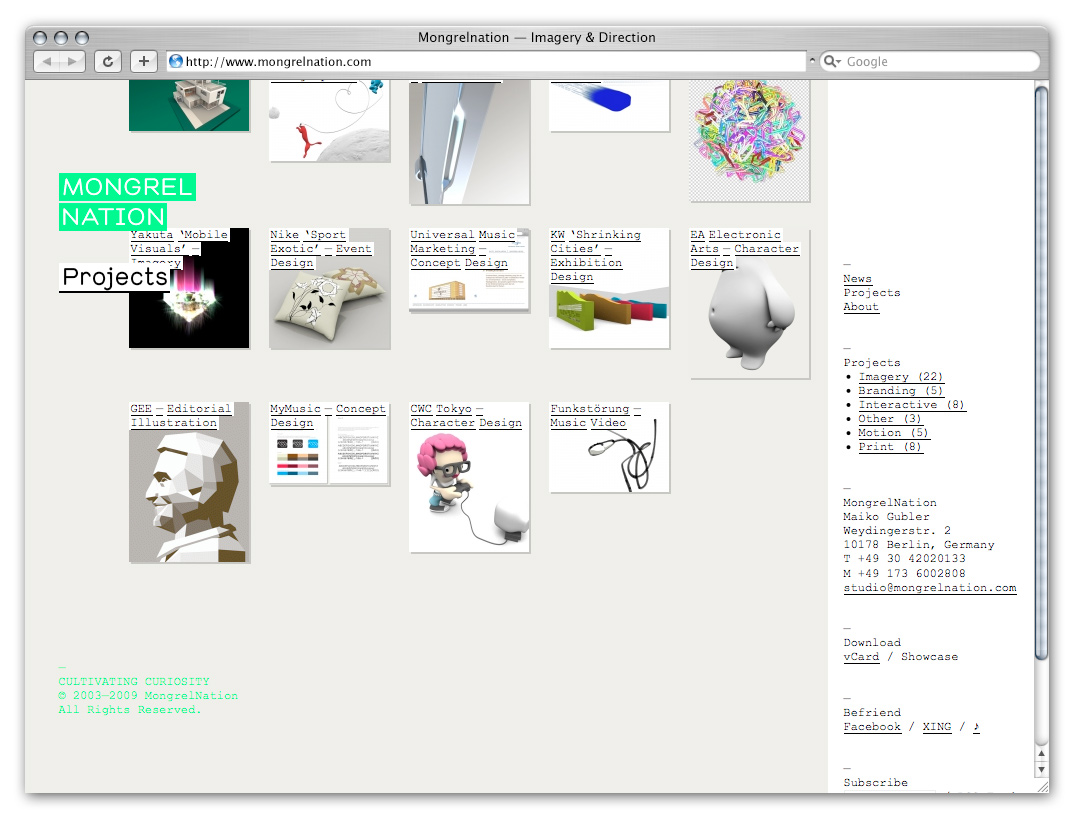 Mongrelnation — Imagery & Direction
http://www.mongrelnation.com
Google
MONGREL
NATION
Projects
Yakuta ‘Mobile
Visuals’ —
Imagery
Nike ‘Sport
Exotic’ — Event
Design
Universal Music
Marketing —
Concept Design
KW ‘Shrinking
Cities’ —
Exhibition
Design
EA Electronic
Arts — Character
Design
GEE — Editorial
Illustration
MyMusic — Concept
Design
CWC Tokyo —
Character Design
Funkstörung —
Music Video
—
CULTIVATING CURIOSITY
© 2003—2009 MongrelNation
All Rights Reserved.
—
News
Projects
About
—
Projects
• Imagery (22)
• Branding (5)
• Interactive (8)
• Other (3)
• Motion (5)
• Print (8)
—
MongrelNation
Maiko Gubler
Weydingerstr. 2
10178 Berlin, Germany
T +49 30 42020133
M +49 173 6002808
studio@mongrelnation.com
—
Download
vCard / Showcase
—
Befriend
Facebook / XING / ♪
—
Subscribe